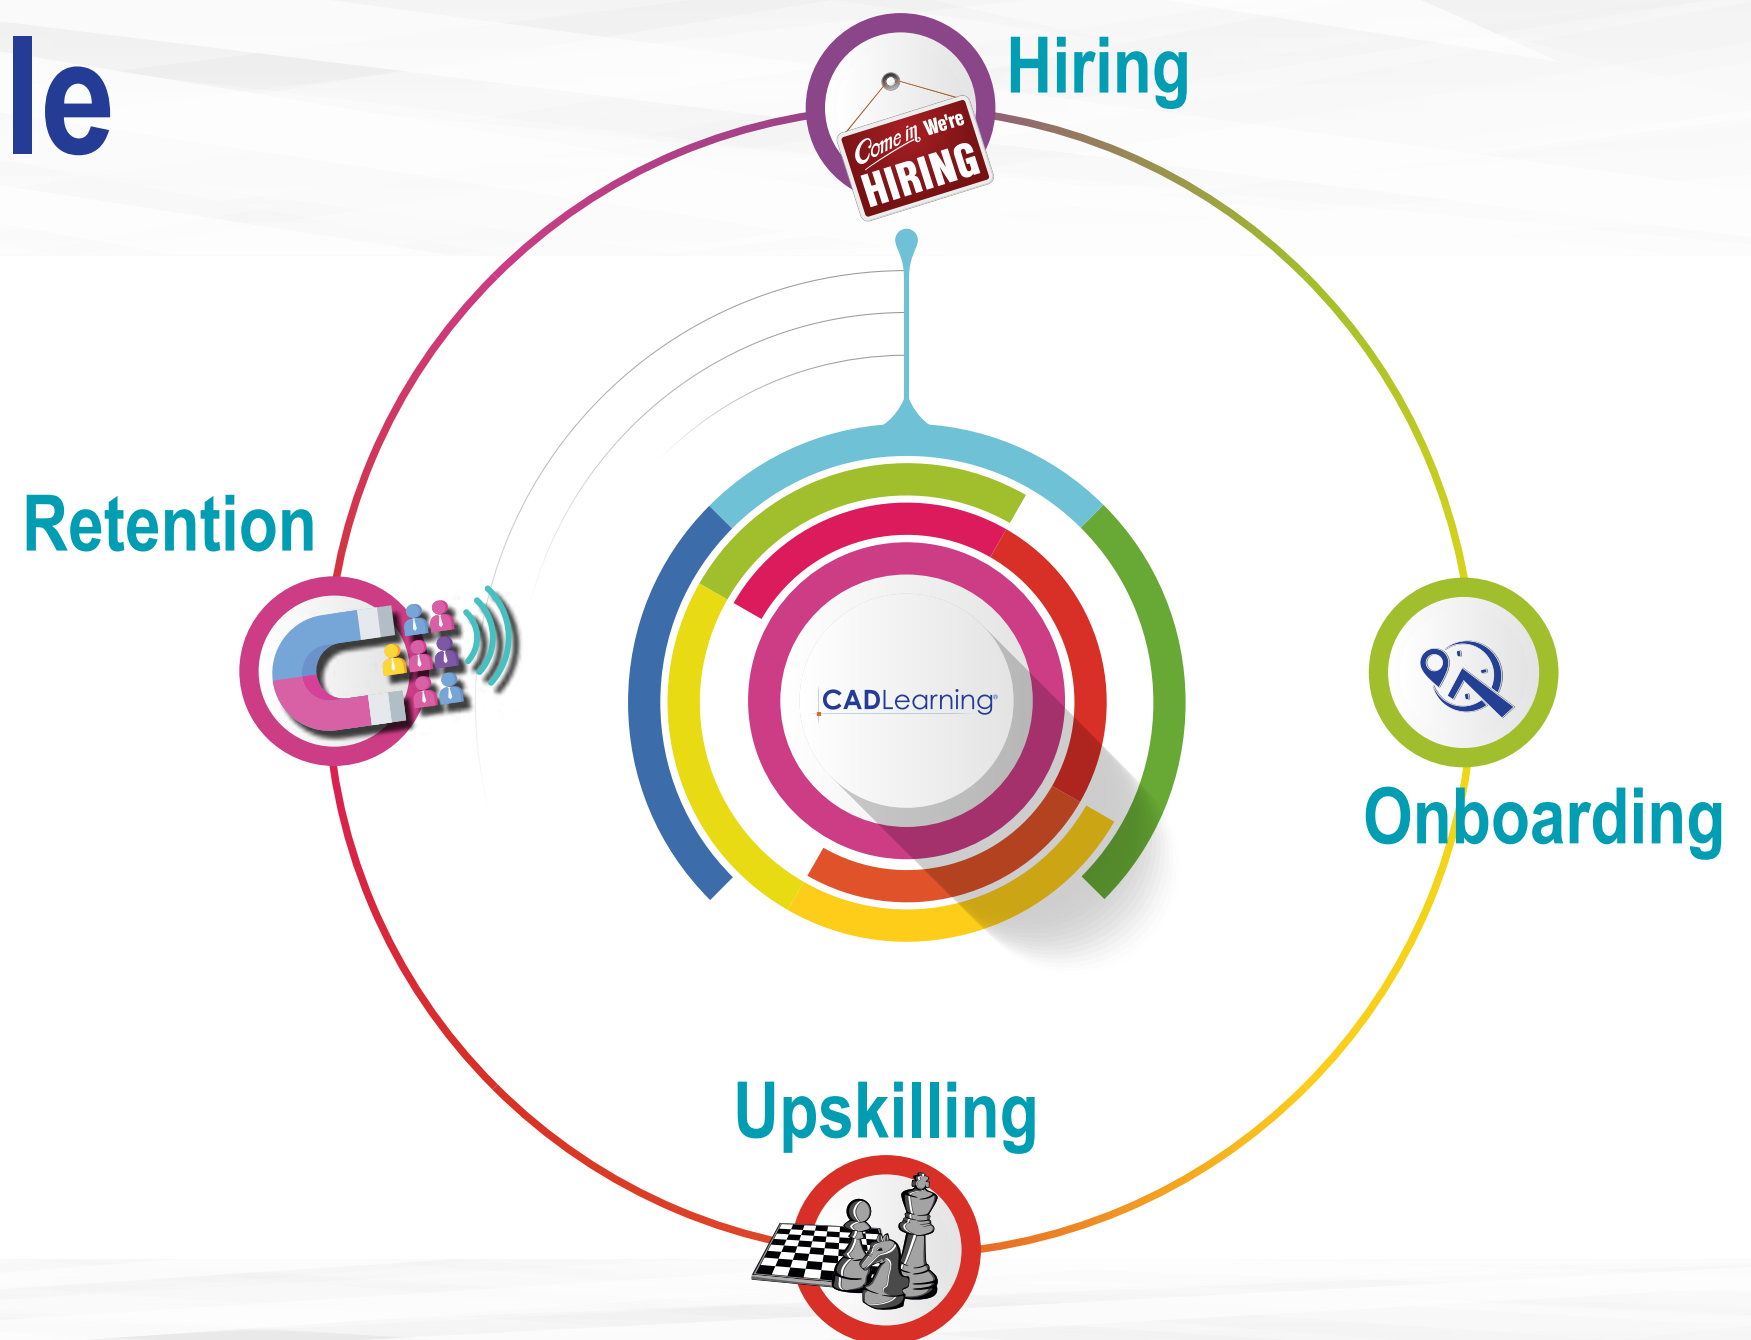 le
Hiring
Come in We're
HIRING
Retention
CADLearning®
Onboarding
Upskilling